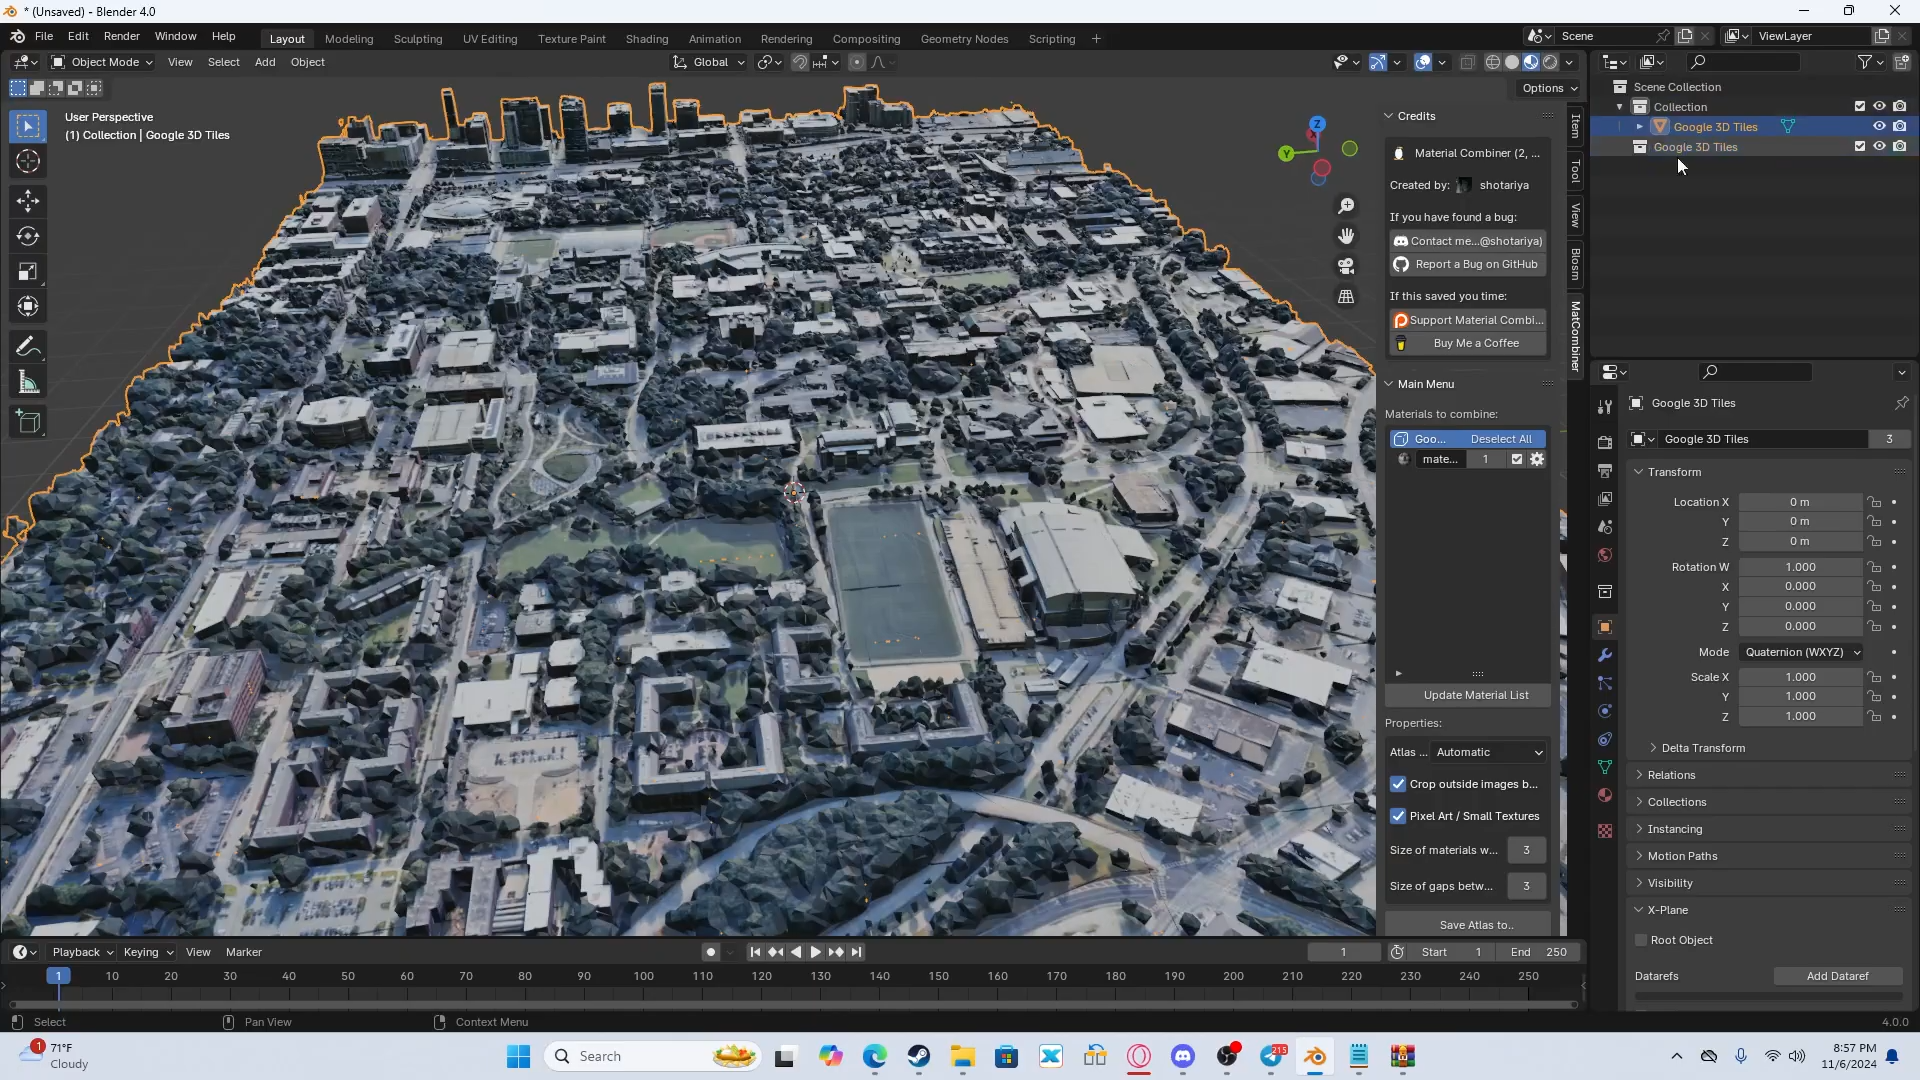 * (Unsaved) - Blender 4.0
File Edit Render Window Help
Layout Modeling Sculpting UV Editing Texture Paint Shading Animation Rendering Compositing Geometry Nodes Scripting +
Scene
ViewLayer
Object Mode View Select Add Object
Global
Options
User Perspective
(1) Collection | Google 3D Tiles
Z
Y
Item
Tool
View
Blosm
MatCombiner
Credits
Material Combiner (2, ...
Created by: shotariya
If you have found a bug:
Contact me...@shotariya)
Report a Bug on GitHub
If this saved you time:
Support Material Combi...
Buy Me a Coffee
Main Menu
Materials to combine:
Goo... Deselect All
mate... 1
Update Material List
Properties:
Atlas ... Automatic
Crop outside images b...
Pixel Art / Small Textures
Size of materials w... 3
Size of gaps betw... 3
Save Atlas to..
Scene Collection
Collection
Google 3D Tiles
Google 3D Tiles
Google 3D Tiles
Google 3D Tiles 3
Transform
Location X 0 m
Y 0 m
Z 0 m
Rotation W 1.000
X 0.000
Y 0.000
Z 0.000
Mode Quaternion (WXYZ)
Scale X 1.000
Y 1.000
Z 1.000
Delta Transform
Relations
Collections
Instancing
Motion Paths
Visibility
X-Plane
Root Object
Datarefs Add Dataref
Playback Keying View Marker
1 Start 1 End 250
1 10 20 30 40 50 60 70 80 90 100 110 120 130 140 150 160 170 180 190 200 210 220 230 240 250
Select Pan View Context Menu
4.0.0
1
71°F
Cloudy
Search
215
8:57 PM
11/6/2024